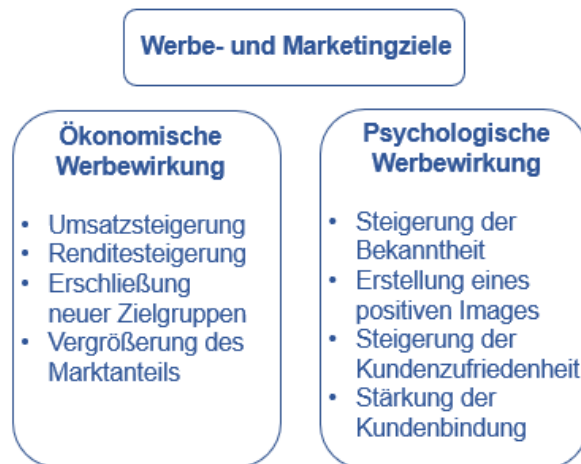 Werbe- und Marketingziele
Ökonomische
Werbewirkung
• Umsatzsteigerung
• Renditesteigerung
• Erschließung
neuer Zielgruppen
• Vergrößerung des
Marktanteils
Psychologische
Werbewirkung
• Steigerung der
Bekanntheit
• Erstellung eines
positiven Images
• Steigerung der
Kundenzufriedenheit
• Stärkung der
Kundenbindung